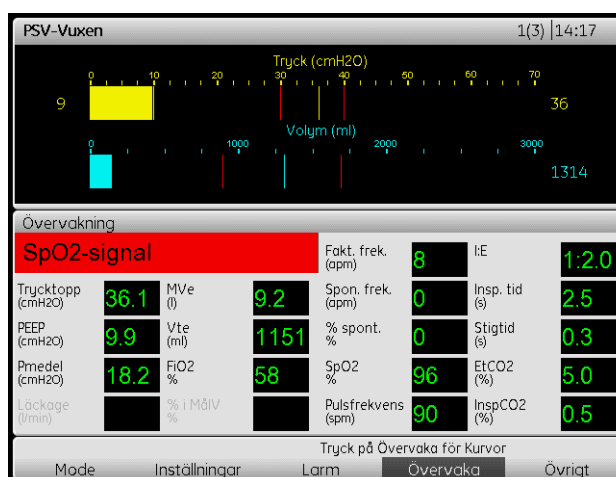 PSV-Vuxen 1(3) 14:17
Tryck (cmH2O)
0 10 20 30 40 50 60 70
9 36
Volym (ml)
0 1000 2000 3000
1314
Övervakning
SpO2-signal
Fakt. frek. (apm) 8 I:E 1:2.0
Trycktopp (cmH2O) 36.1 MVe (l) 9.2 Spon. frek. (apm) 0 Insp. tid (s) 2.5
PEEP (cmH2O) 9.9 Vte (ml) 1151 % spont. % 0 Stigtid (s) 0.3
Pmedel (cmH2O) 18.2 FiO2 % 58 SpO2 % 96 EtCO2 (%) 5.0
Läckage (l/min) % i MålV % Pulsfrekvens (spm) 90 InspCO2 (%) 0.5
Tryck på Övervaka för Kurvor
Mode Inställningar Larm Övervaka Övrigt